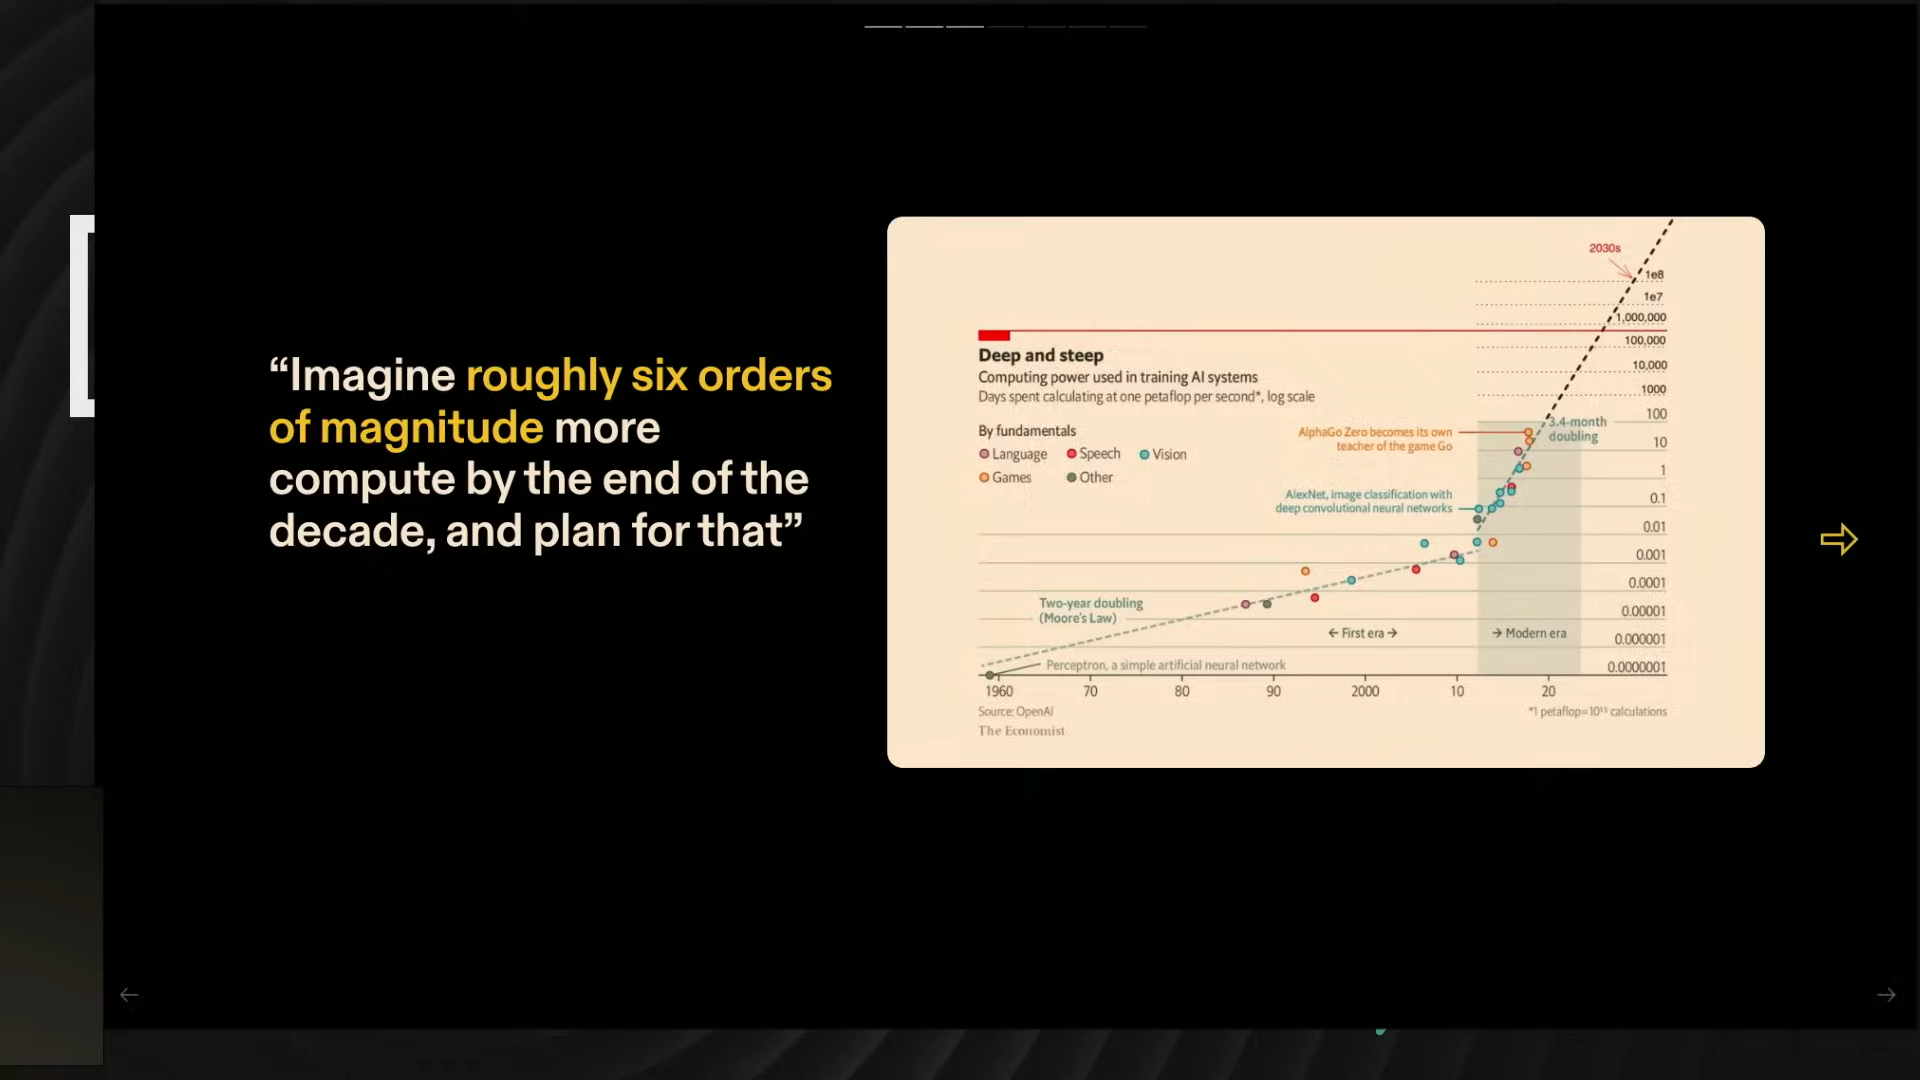 “Imagine roughly six orders
of magnitude more
compute by the end of the
decade, and plan for that”
2030s
1e8
1e7
1,000,000
100,000
10,000
1000
100
10
1
0.1
0.01
0.001
0.0001
0.00001
0.000001
0.0000001
Deep and steep
Computing power used in training AI systems
Days spent calculating at one petaflop per second*, log scale
By fundamentals
Language Speech Vision
Games Other
AlphaGo Zero becomes its own
teacher of the game Go
3.4-month
doubling
AlexNet, image classification with
deep convolutional neural networks
Two-year doubling
(Moore's Law)
← First era →
→ Modern era
Perceptron, a simple artificial neural network
1960 70 80 90 2000 10 20
Source: OpenAI
*1 petaflop=10¹⁵ calculations
The Economist